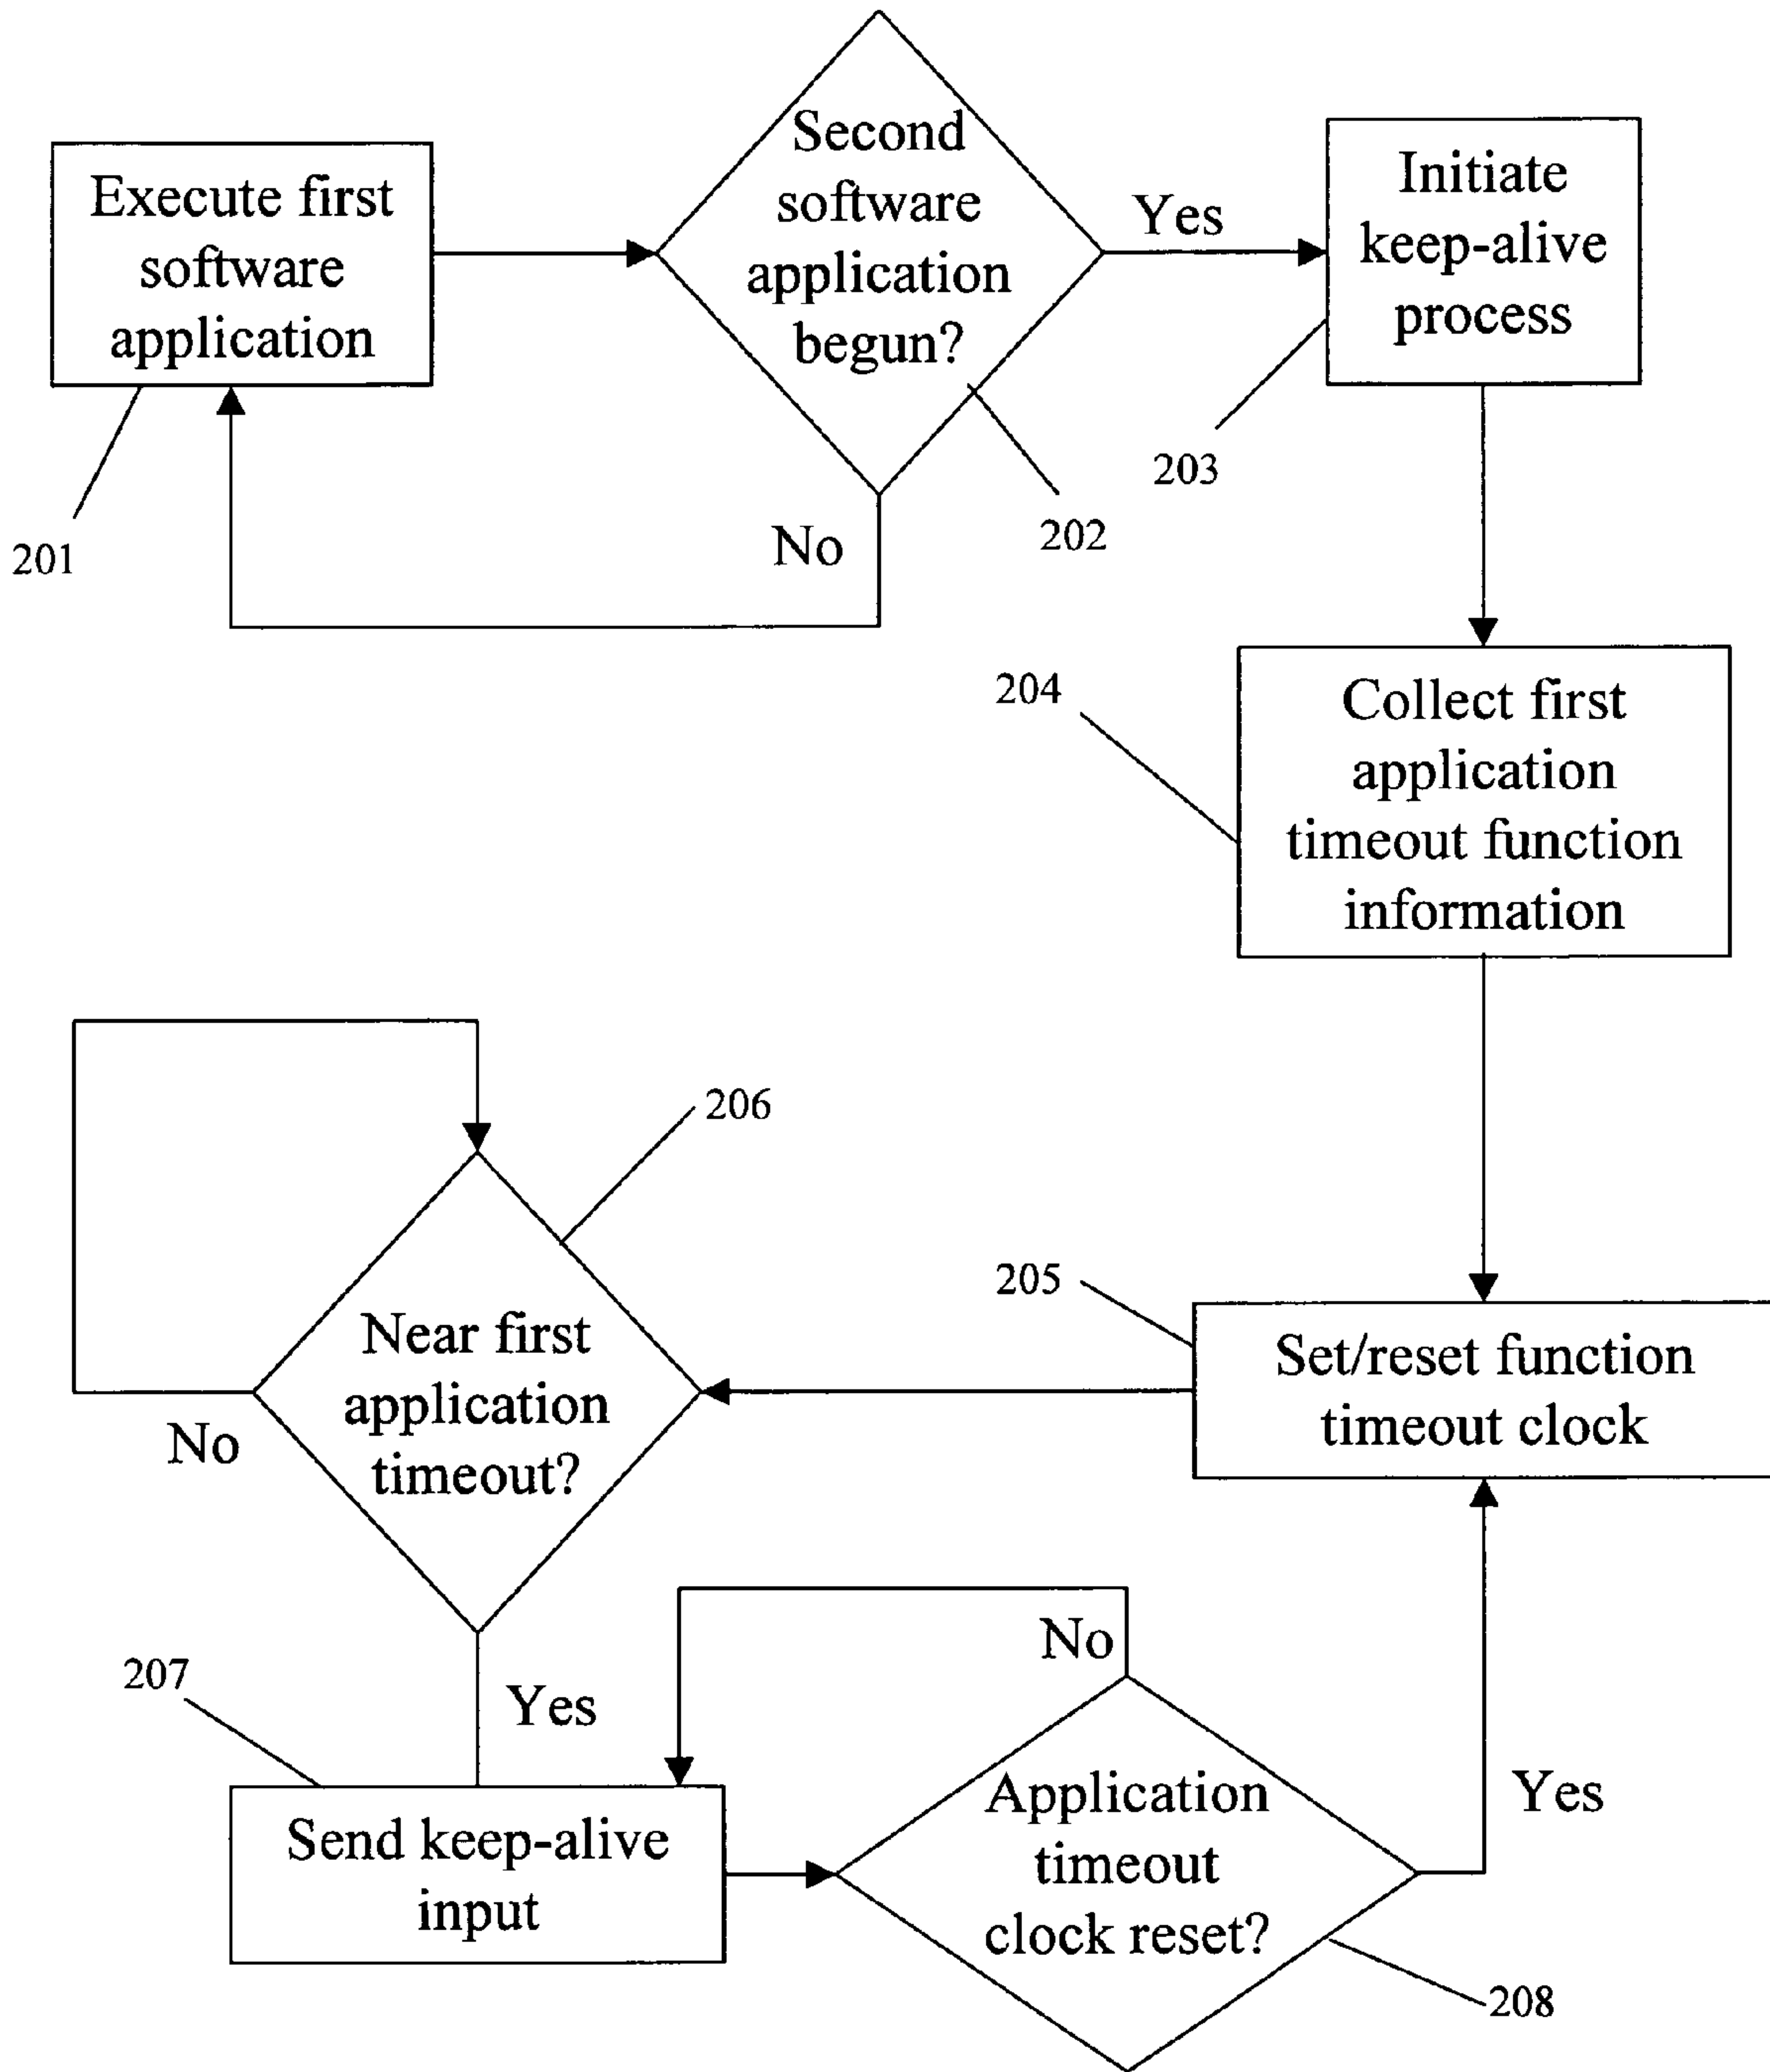 Execute first
software
application
201
Second
software
application
begun?
Yes
No
202
Initiate
keep-alive
process
203
204
Collect first
application
timeout function
information
205
Set/reset function
timeout clock
206
Near first
application
timeout?
No
Yes
207
Send keep-alive
input
No
Application
timeout
clock reset?
Yes
208